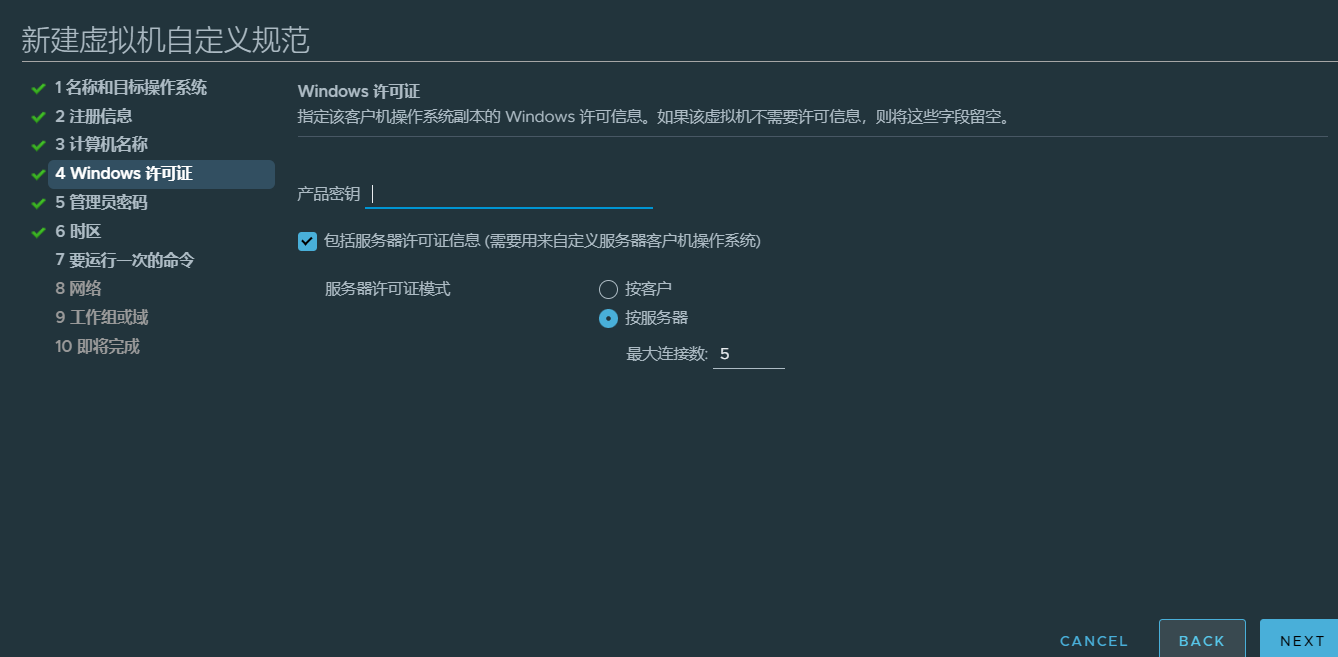 新建虚拟机自定义规范
1 名称和目标操作系统
2 注册信息
3 计算机名称
4 Windows 许可证
5 管理员密码
6 时区
7 要运行一次的命令
8 网络
9 工作组或域
10 即将完成
Windows 许可证
指定该客户机操作系统副本的 Windows 许可信息。如果该虚拟机不需要许可信息，则将这些字段留空。
产品密钥
包括服务器许可证信息 (需要用来自定义服务器客户机操作系统)
服务器许可证模式
按客户
按服务器
最大连接数: 5
CANCEL BACK NEXT